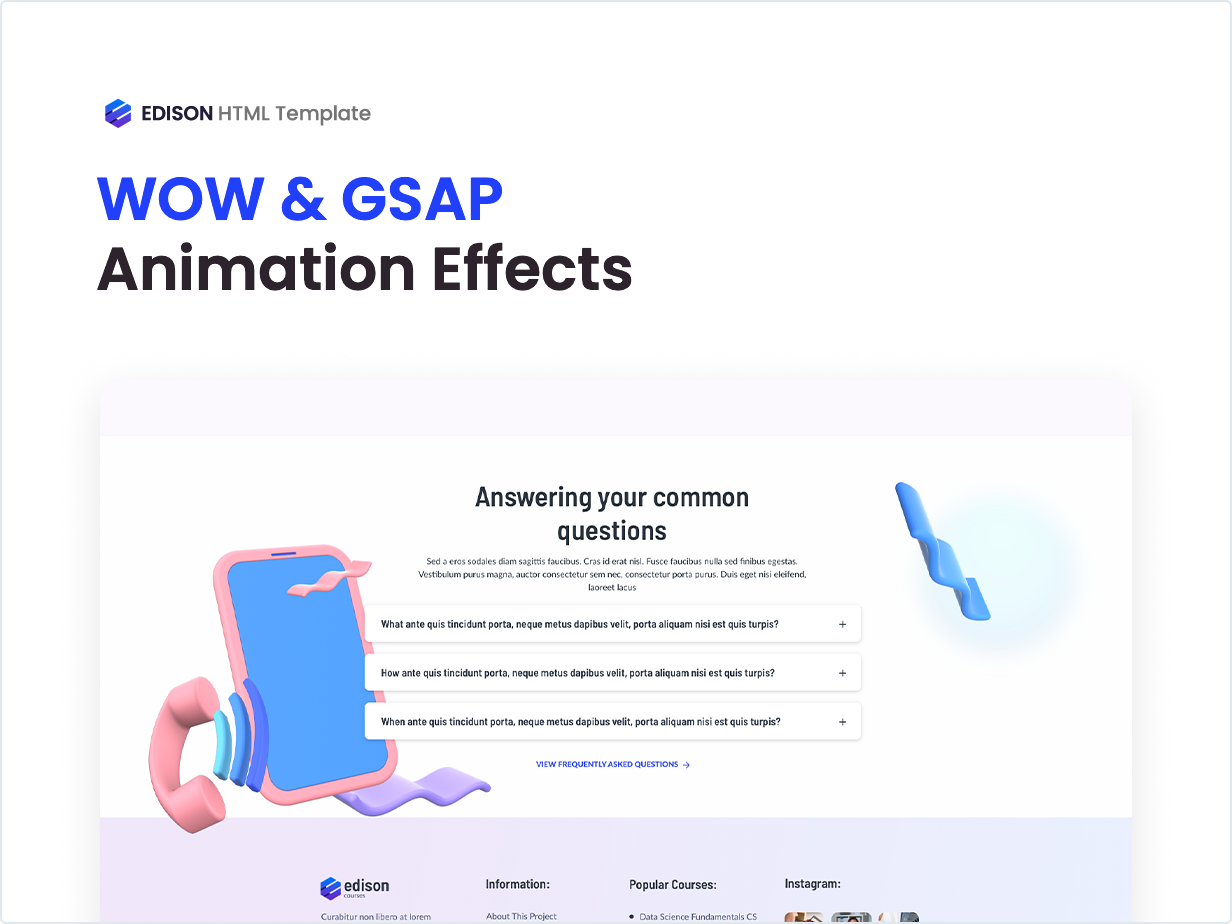 EDISON HTML Template
WOW & GSAP
Animation Effects
Answering your common
questions
Sed a eros sodales diam sagittis faucibus. Cras id erat nisl. Fusce faucibus nulla sed finibus egestas.
Vestibulum purus magna, auctor consectetur sem nec, consectetur porta purus. Duis eget nisi eleifend,
laoreet lacus
What ante quis tincidunt porta, neque metus dapibus velit, porta aliquam nisi est quis turpis?
+
How ante quis tincidunt porta, neque metus dapibus velit, porta aliquam nisi est quis turpis?
+
When ante quis tincidunt porta, neque metus dapibus velit, porta aliquam nisi est quis turpis?
+
VIEW FREQUENTLY ASKED QUESTIONS →
edison
courses
Curabitur non libero at lorem
Information:
About This Project
Popular Courses:
• Data Science Fundamentals CS
Instagram: